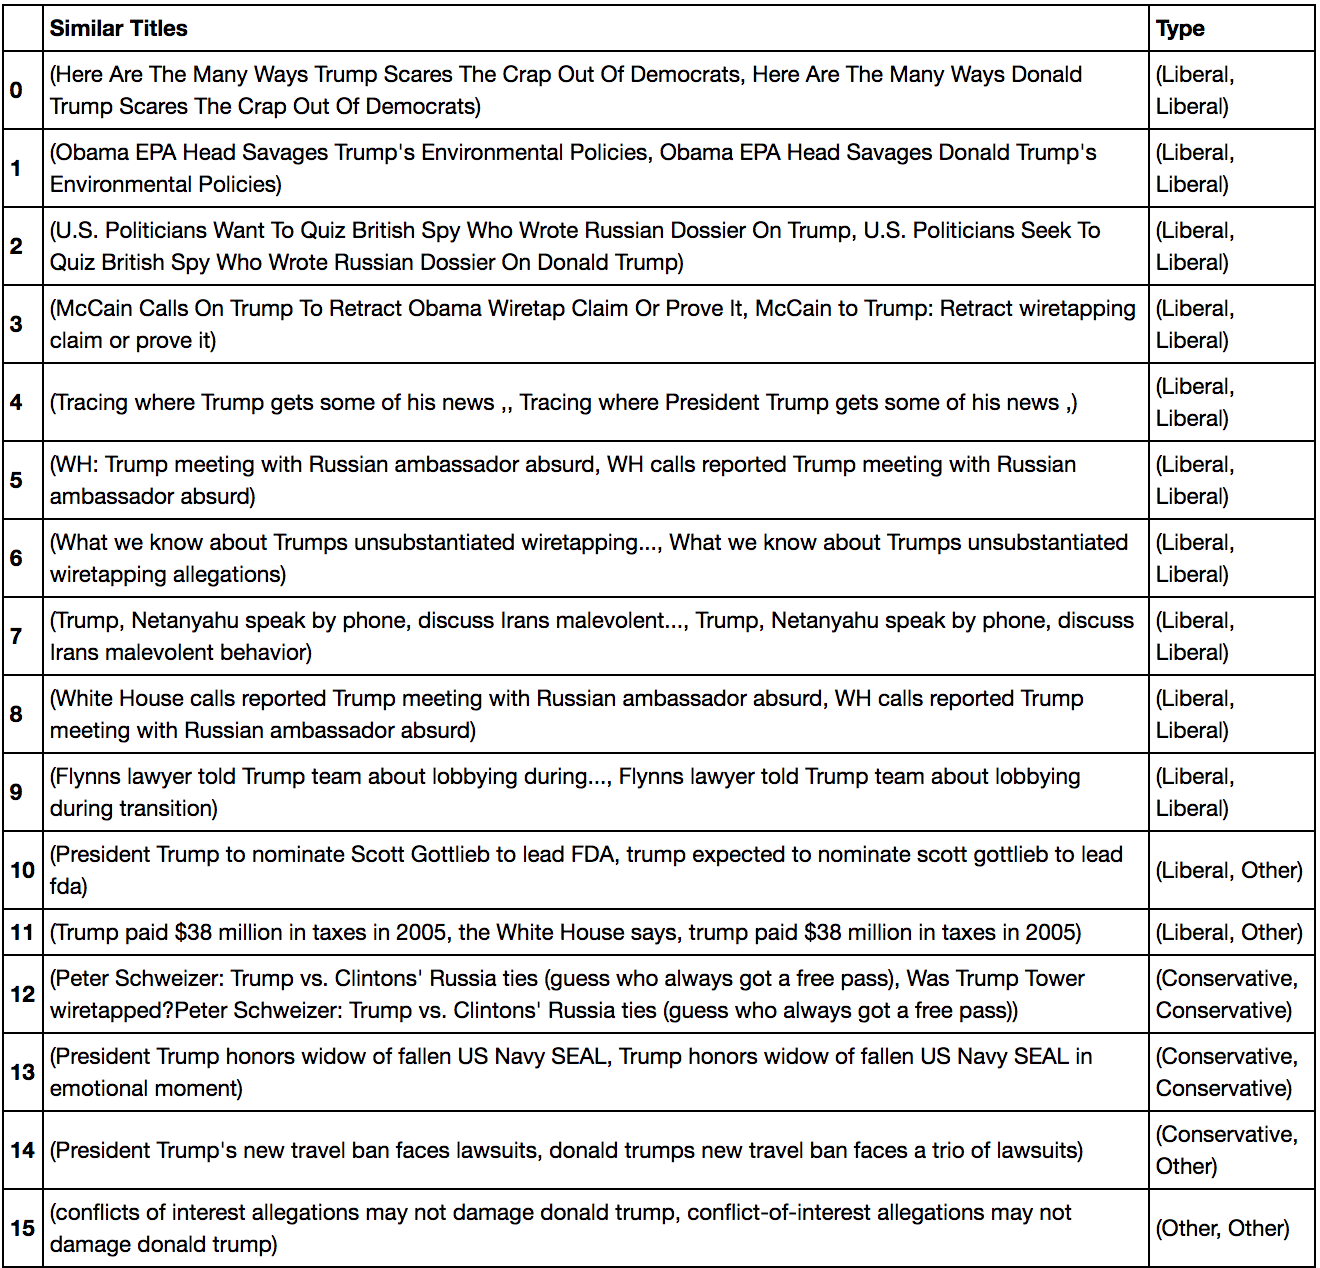 Similar Titles Type
0 (Here Are The Many Ways Trump Scares The Crap Out Of Democrats, Here Are The Many Ways Donald (Liberal,
Trump Scares The Crap Out Of Democrats) Liberal)
1 (Obama EPA Head Savages Trump's Environmental Policies, Obama EPA Head Savages Donald Trump's (Liberal,
Environmental Policies) Liberal)
2 (U.S. Politicians Want To Quiz British Spy Who Wrote Russian Dossier On Trump, U.S. Politicians Seek To (Liberal,
Quiz British Spy Who Wrote Russian Dossier On Donald Trump) Liberal)
3 (McCain Calls On Trump To Retract Obama Wiretap Claim Or Prove It, McCain to Trump: Retract wiretapping (Liberal,
claim or prove it) Liberal)
4 (Tracing where Trump gets some of his news ,, Tracing where President Trump gets some of his news ,) (Liberal,
Liberal)
5 (WH: Trump meeting with Russian ambassador absurd, WH calls reported Trump meeting with Russian (Liberal,
ambassador absurd) Liberal)
6 (What we know about Trumps unsubstantiated wiretapping..., What we know about Trumps unsubstantiated (Liberal,
wiretapping allegations) Liberal)
7 (Trump, Netanyahu speak by phone, discuss Irans malevolent..., Trump, Netanyahu speak by phone, discuss (Liberal,
Irans malevolent behavior) Liberal)
8 (White House calls reported Trump meeting with Russian ambassador absurd, WH calls reported Trump (Liberal,
meeting with Russian ambassador absurd) Liberal)
9 (Flynns lawyer told Trump team about lobbying during..., Flynns lawyer told Trump team about lobbying (Liberal,
during transition) Liberal)
10 (President Trump to nominate Scott Gottlieb to lead FDA, trump expected to nominate scott gottlieb to lead (Liberal, Other)
fda)
11 (Trump paid $38 million in taxes in 2005, the White House says, trump paid $38 million in taxes in 2005) (Liberal, Other)
12 (Peter Schweizer: Trump vs. Clintons' Russia ties (guess who always got a free pass), Was Trump Tower (Conservative,
wiretapped?Peter Schweizer: Trump vs. Clintons' Russia ties (guess who always got a free pass)) Conservative)
13 (President Trump honors widow of fallen US Navy SEAL, Trump honors widow of fallen US Navy SEAL in (Conservative,
emotional moment) Conservative)
14 (President Trump's new travel ban faces lawsuits, donald trumps new travel ban faces a trio of lawsuits) (Conservative,
Other)
15 (conflicts of interest allegations may not damage donald trump, conflict-of-interest allegations may not (Other, Other)
damage donald trump)